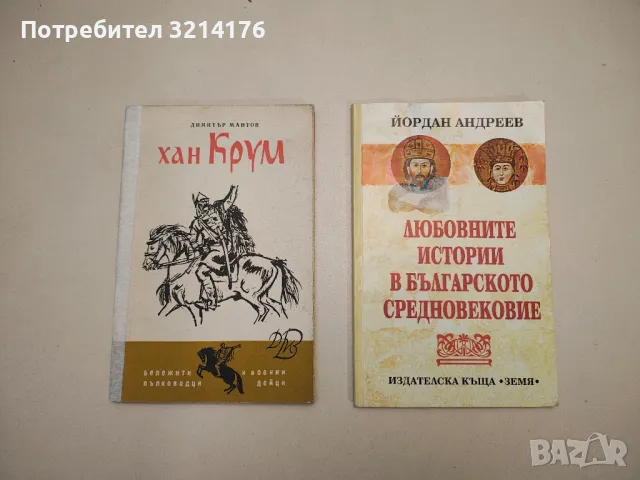 Потребител 3214176
ДИМИТЪР МАНТОВ
хан Крум
ДВИЗ
БЕЛЕЖИТИ
ПЪЛКОВОДЦИ
И ВОЕННИ
ДЕЙЦИ
ЙОРДАН АНДРЕЕВ
ЛЮБОВНИТЕ
ИСТОРИИ
В БЪЛГАРСКОТО
СРЕДНОВЕКОВИЕ
ИЗДАТЕЛСКА КЪЩА •ЗЕМЯ•
BAZAR